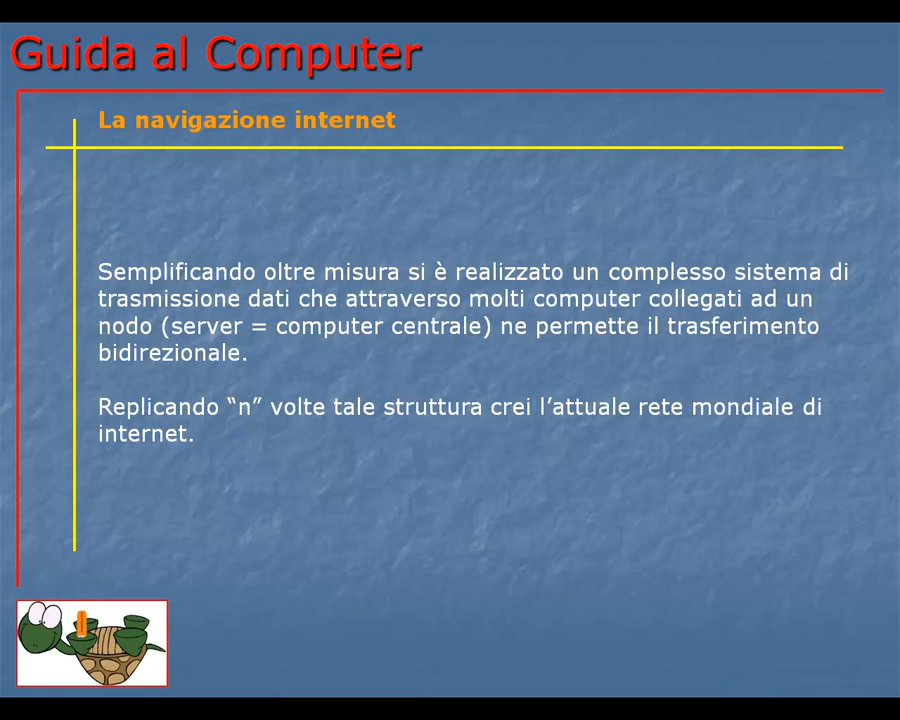 Guida al Computer
La navigazione internet
Semplificando oltre misura si è realizzato un complesso sistema di
trasmissione dati che attraverso molti computer collegati ad un
nodo (server = computer centrale) ne permette il trasferimento
bidirezionale.
Replicando “n” volte tale struttura crei l’attuale rete mondiale di
internet.